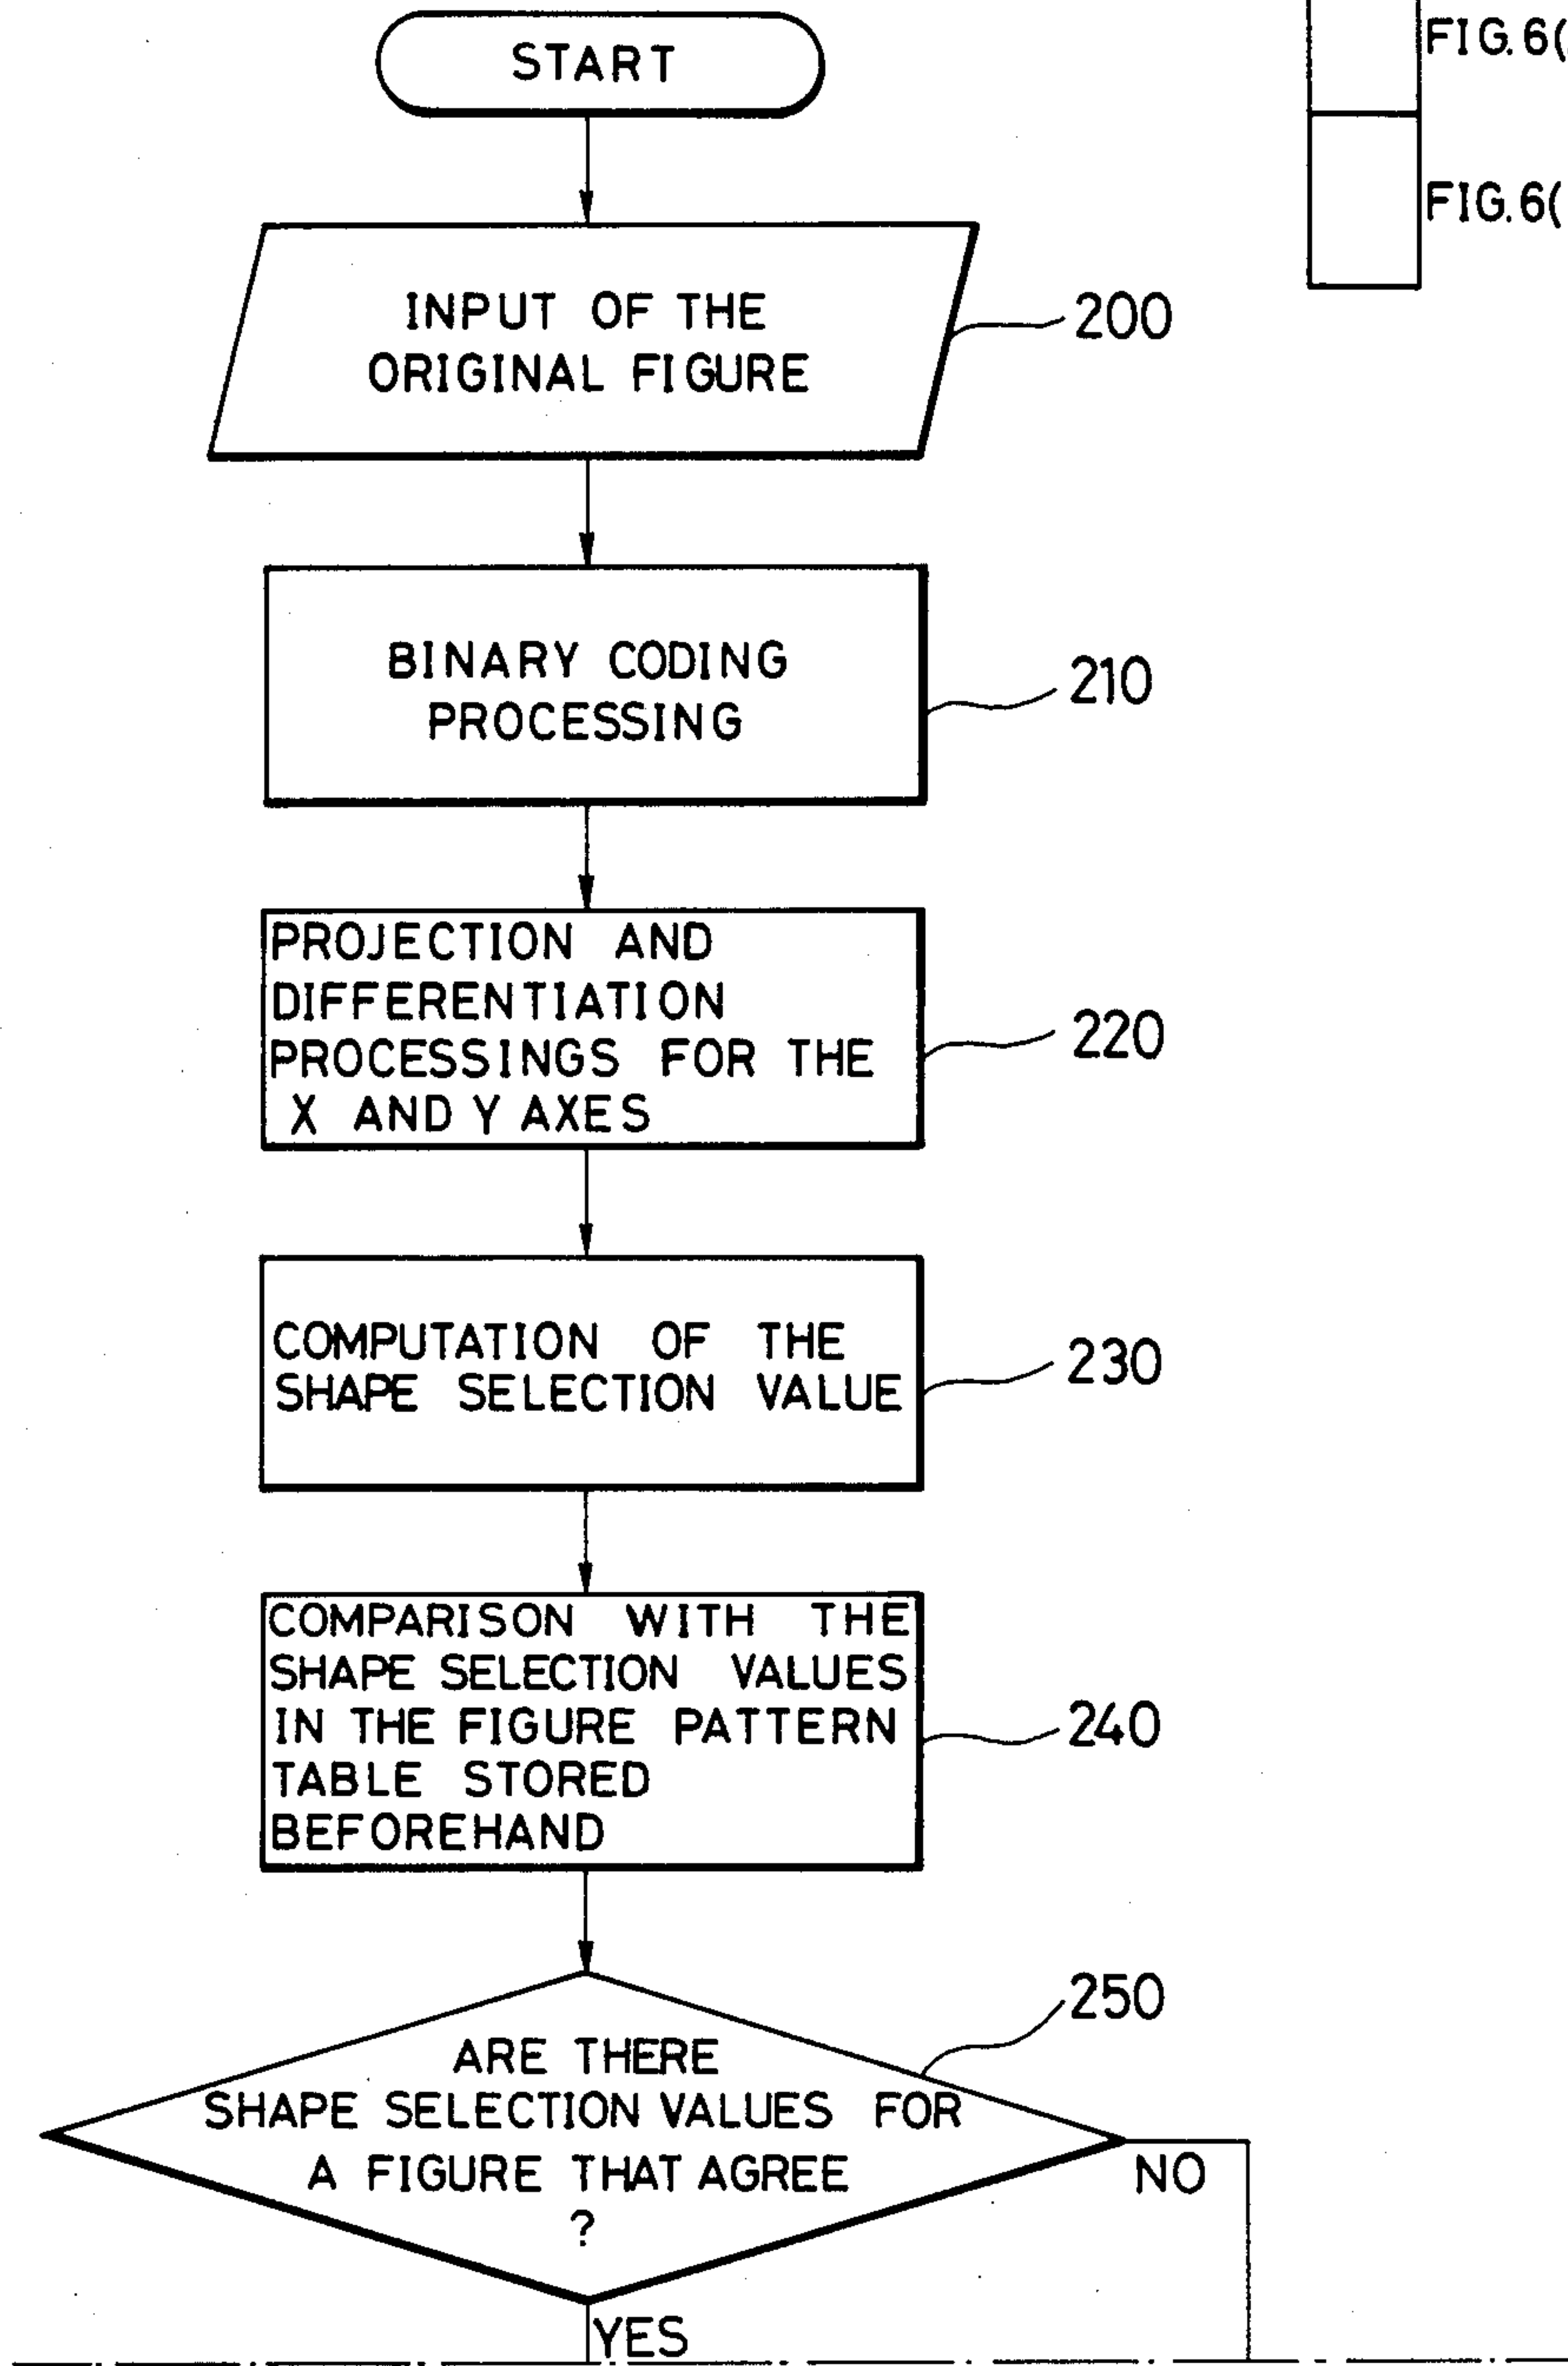 START
FIG.6(
FIG.6(
INPUT OF THE
ORIGINAL FIGURE
200
BINARY CODING
PROCESSING
210
PROJECTION AND
DIFFERENTIATION
PROCESSINGS FOR THE
X AND Y AXES
220
COMPUTATION OF THE
SHAPE SELECTION VALUE
230
COMPARISON WITH THE
SHAPE SELECTION VALUES
IN THE FIGURE PATTERN
TABLE STORED
BEFOREHAND
240
250
ARE THERE
SHAPE SELECTION VALUES FOR
A FIGURE THAT AGREE
?
NO
YES